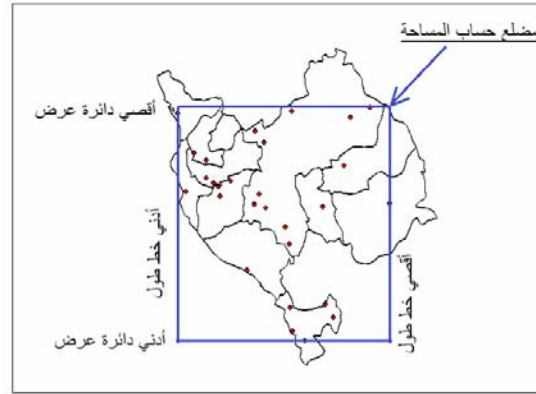 مضلع حساب المساحة
أقصي دائرة عرض
أدني خط طول
أقصي خط طول
أدني دائرة عرض